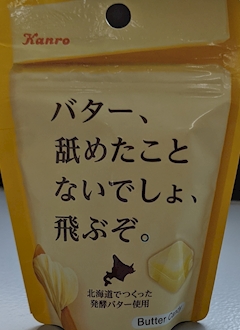 Kanro
バター、
舐めたこと
ないでしょ、
飛ぶぞ。
北海道でつくった
発酵バター使用
Butter